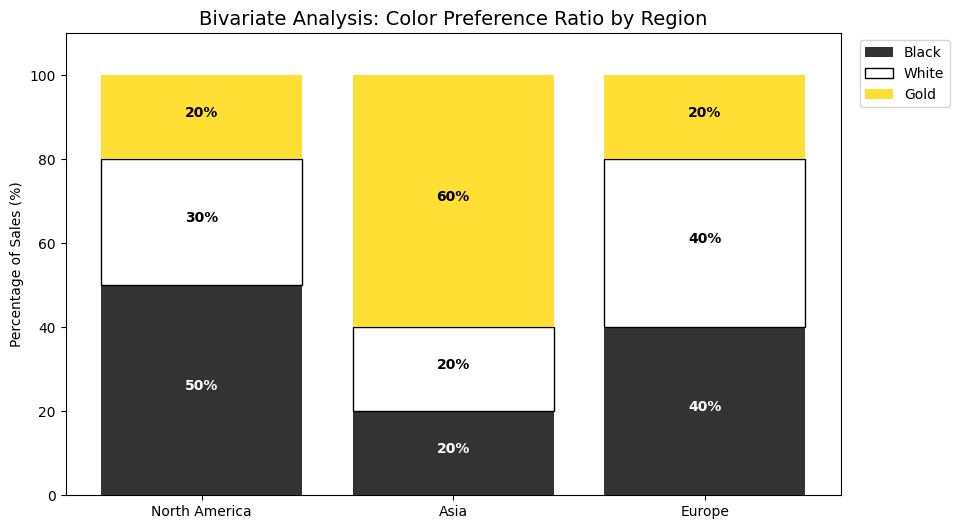 Bivariate Analysis: Color Preference Ratio by Region
Black
White
Gold
Percentage of Sales (%)
100
80
60
40
20
0
20%
60%
20%
30%
20%
40%
50%
20%
40%
North America
Asia
Europe